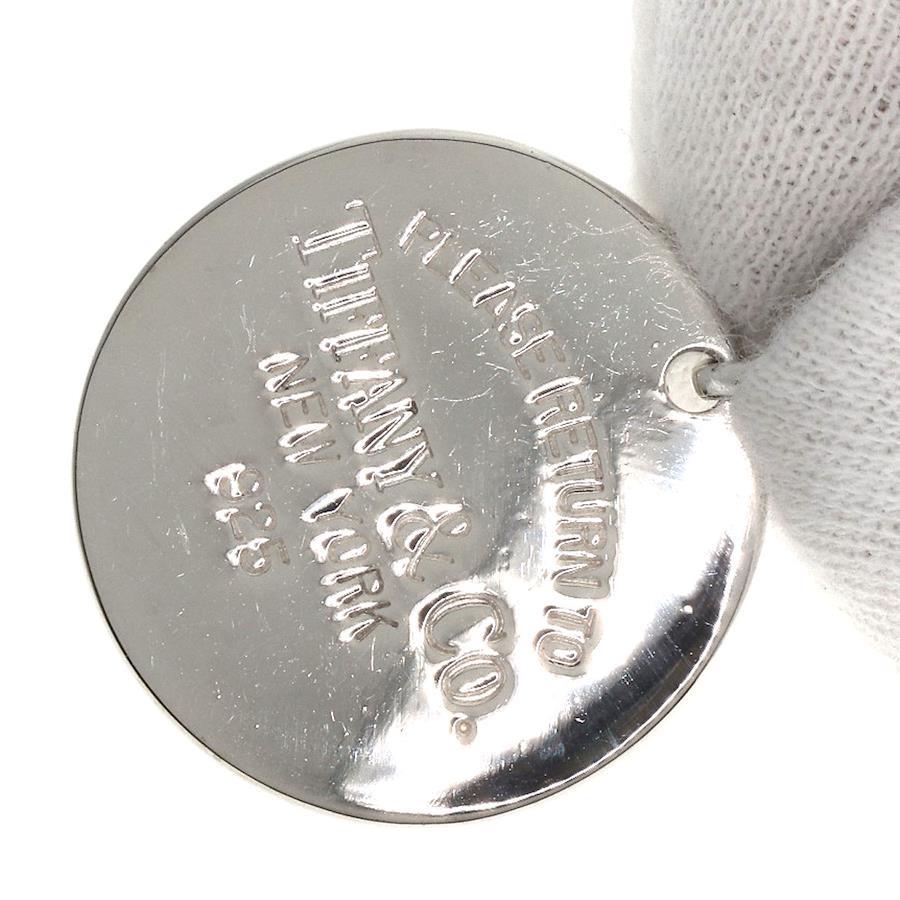 PLEASE RETURN TO
TIFFANY & CO.
NEW YORK
925